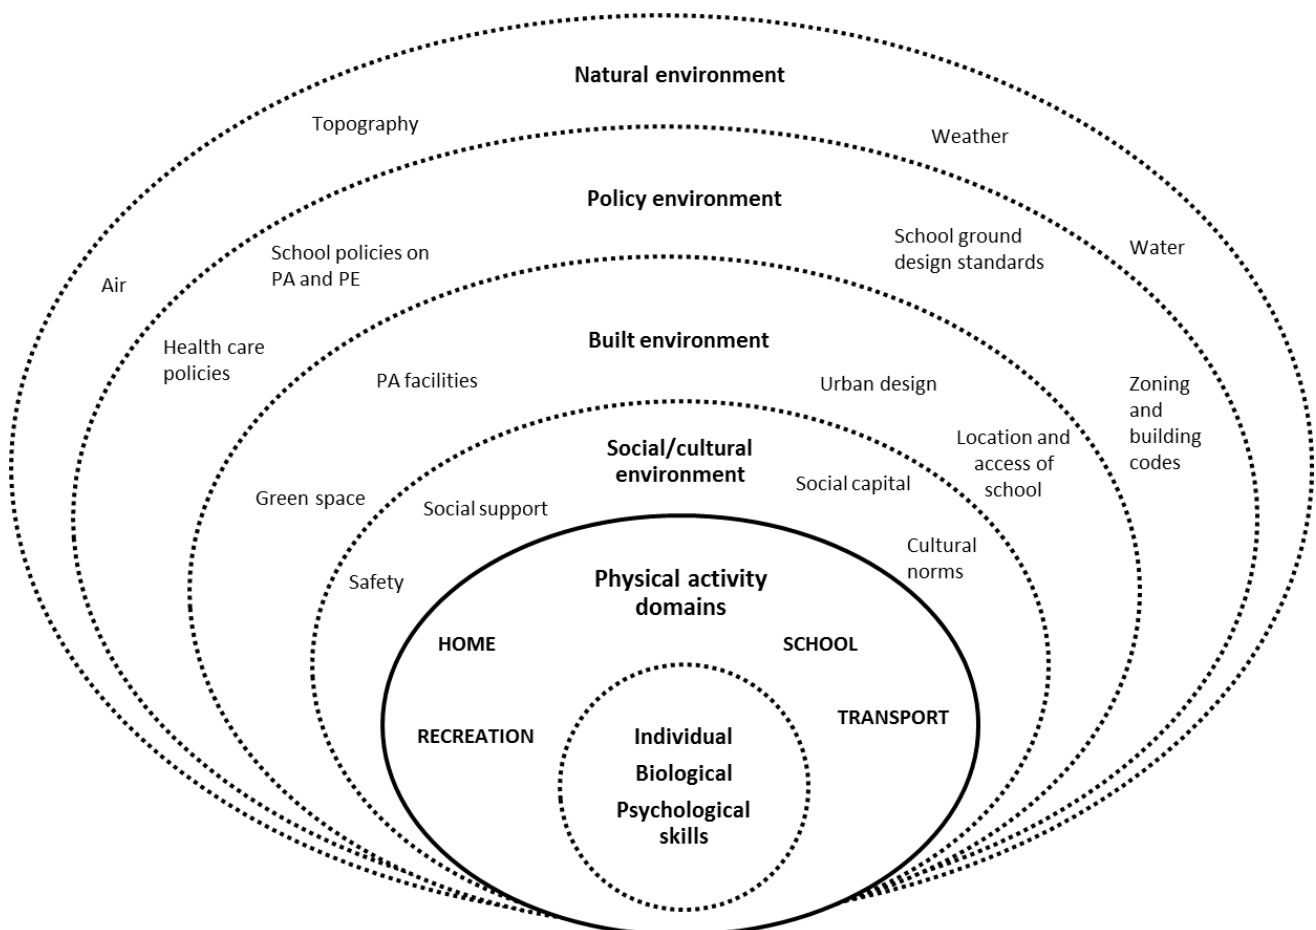 Natural environment
Topography
Weather
Policy environment
School policies on
PA and PE
School ground
design standards
Water
Air
Health care
policies
Built environment
PA facilities
Urban design
Zoning
and
building
codes
Social/cultural
environment
Location and
access of
school
Green space
Social support
Social capital
Safety
Cultural
norms
Physical activity
domains
HOME
SCHOOL
RECREATION
TRANSPORT
Individual
Biological
Psychological
skills